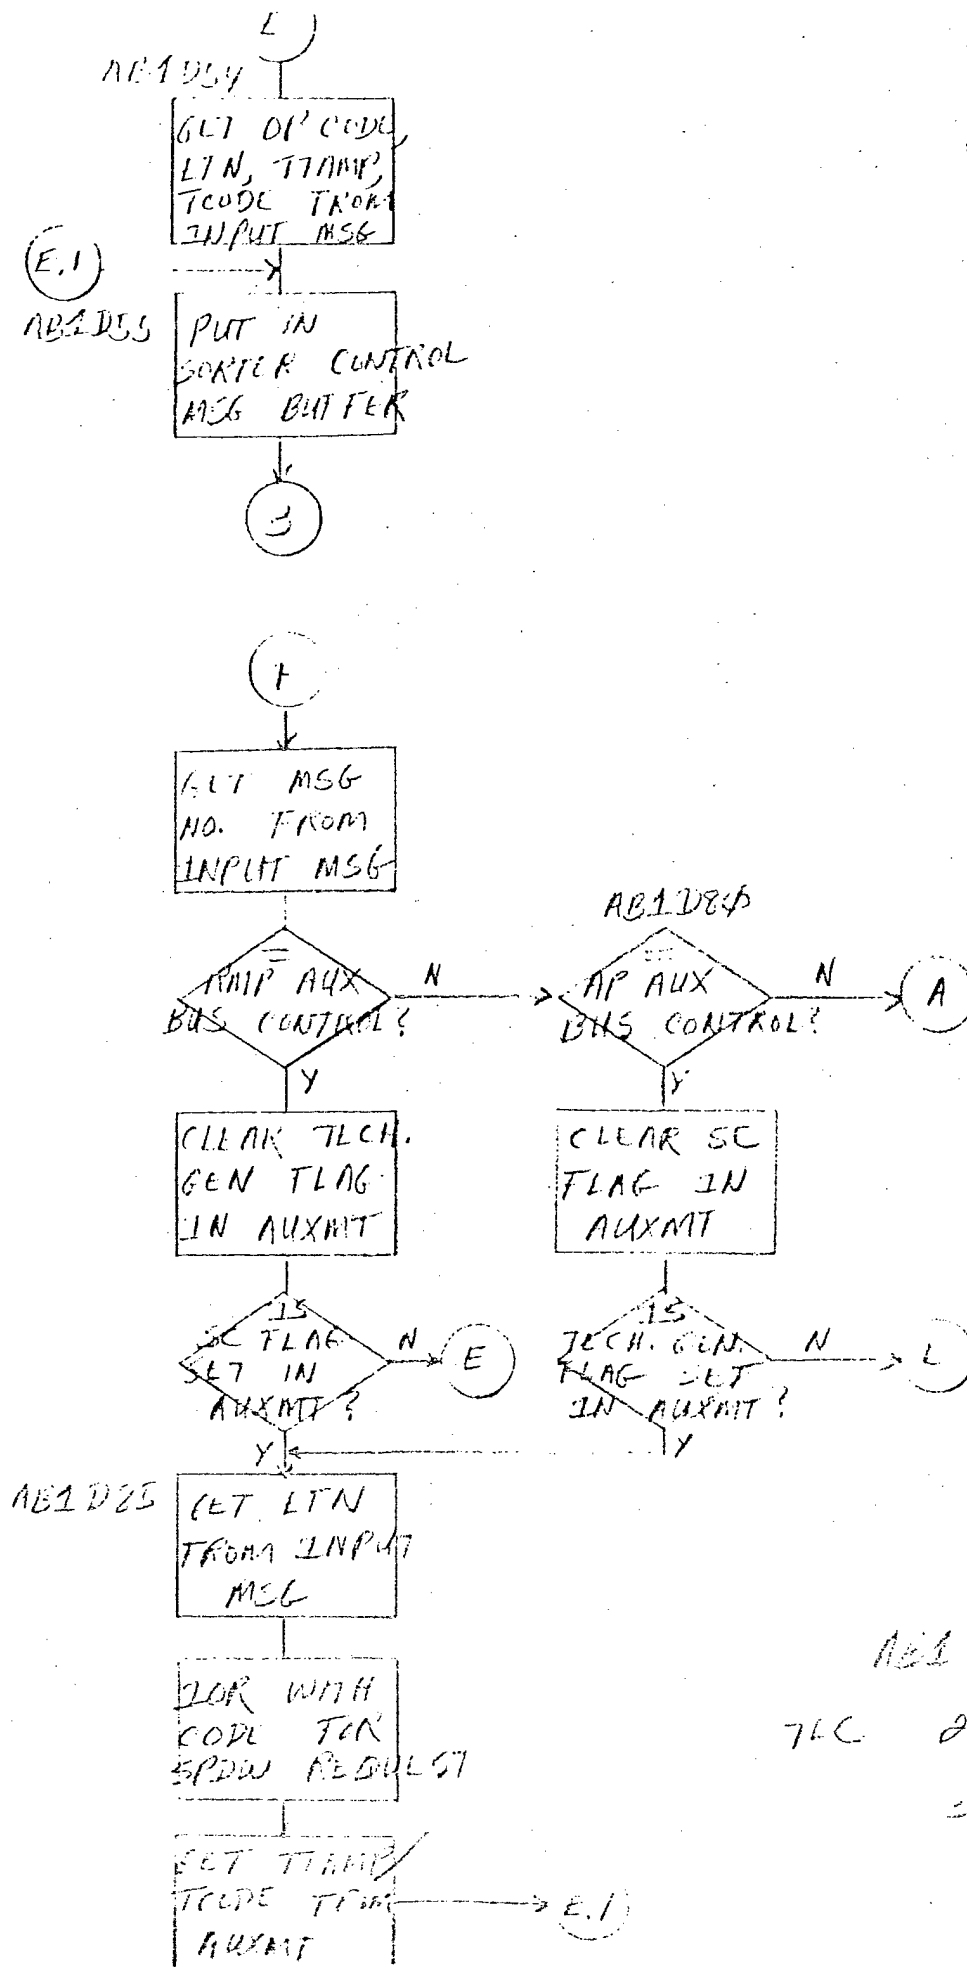 E
AB1D54
GET OP CODE,
LTN, TTAMP,
TCODE FROM
INPUT MSG
E.1
AB1D55
PUT IN
SORTER CONTROL
MSG BUFFER
GET MSG
NO. FROM
INPUT MSG
AB1D84
=
RMP AUX
BUS CONTROL?
N
=
AP AUX
BUS CONTROL?
N
A
Y
Y
CLEAR TECH.
GEN FLAG
IN AUXMT
CLEAR SC
FLAG IN
AUXMT
IS
SC FLAG
SET IN
AUXMT?
N
E
IS
TECH. GEN.
FLAG SET
IN AUXMT?
N
E
Y
Y
AB1D85
GET LTN
FROM INPUT
MSG
IOR WITH
CODE FOR
SPDW REQUEST
AB1
GET TTAMP/
TCODE FROM
AUXMT
E.1